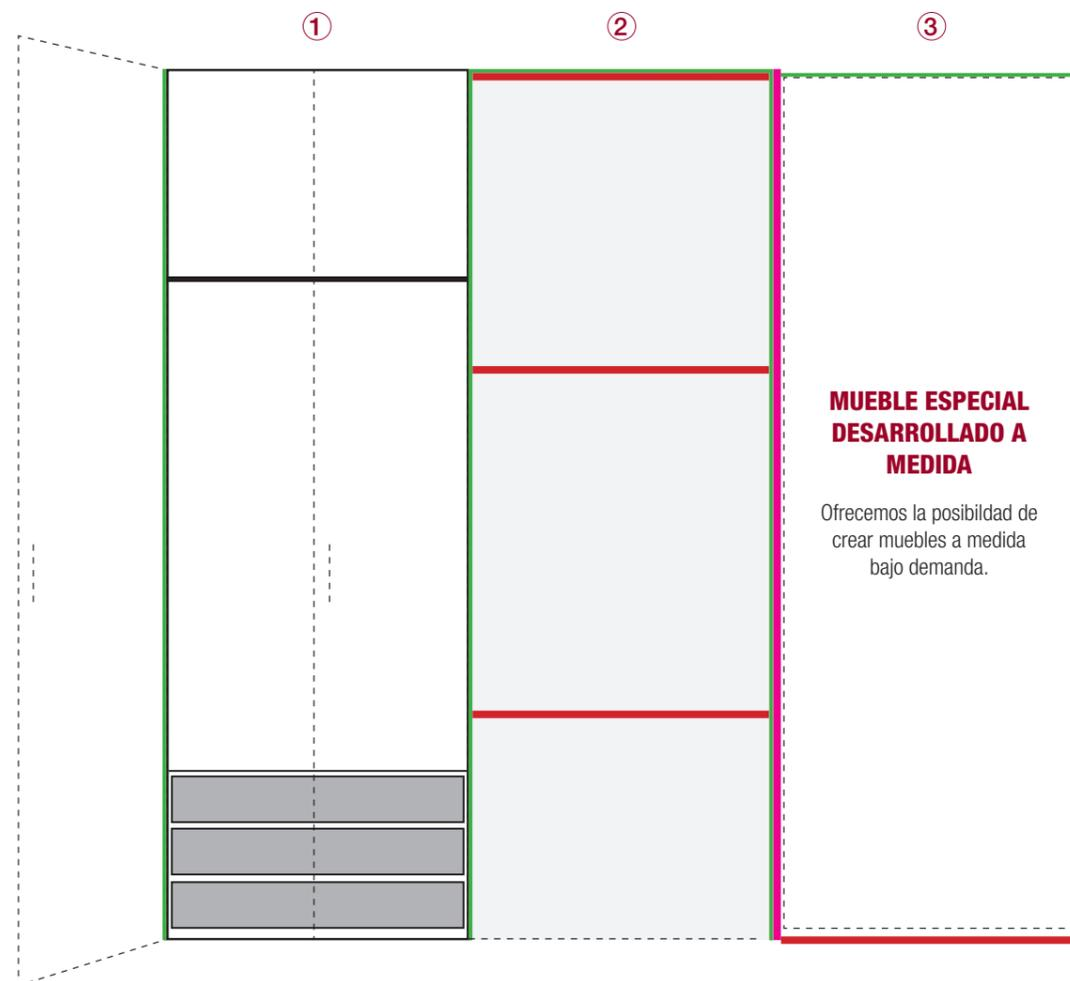 ① ② ③
MUEBLE ESPECIAL
DESARROLLADO A
MEDIDA
Ofrecemos la posibildad de
crear muebles a medida
bajo demanda.